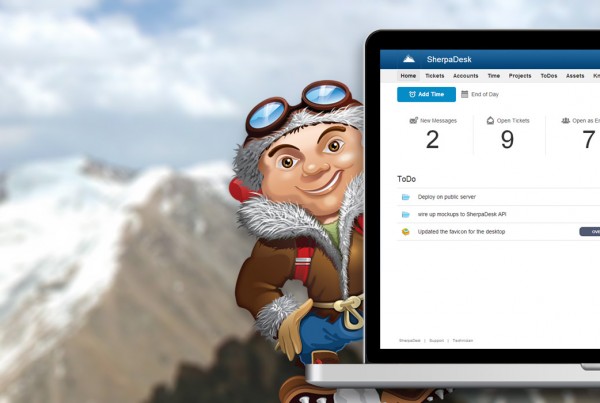 SherpaDesk
Home Tickets Accounts Time Projects ToDos Assets Kn
Add Time End of Day
New Messages Open Tickets Open as En
2 9 7
ToDo
Deploy on public server
wire up mockups to SherpaDesk API
Updated the favicon for the desktop
SherpaDesk | Support |